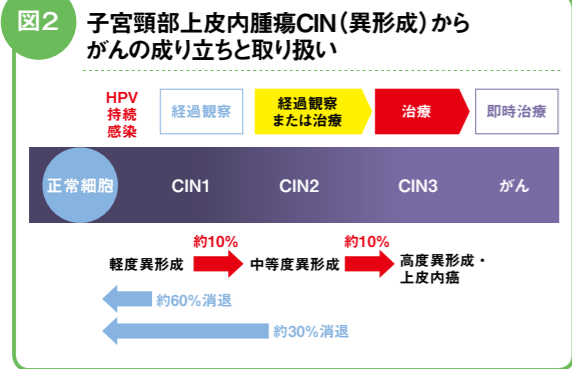 図2
子宮頸部上皮内腫瘍CIN(異形成)から
がんの成り立ちと取り扱い
HPV
持続
感染
経過観察
経過観察
または治療
治療
即時治療
正常細胞
CIN1
CIN2
CIN3
がん
約10%
約10%
軽度異形成
中等度異形成
高度異形成・
上皮内癌
約60%消退
約30%消退